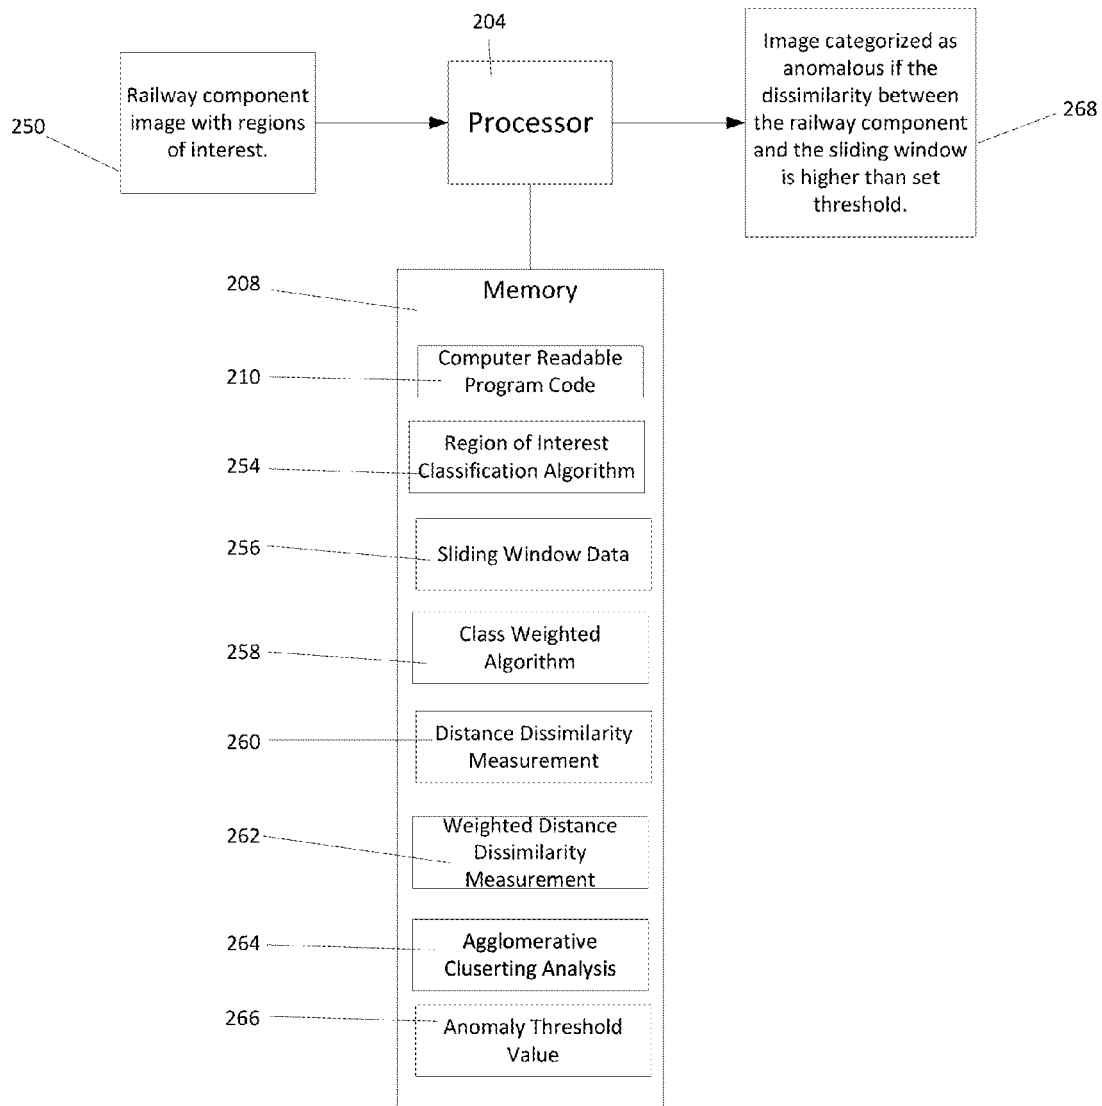 204
250
Railway component
image with regions
of interest.
Processor
Image categorized as
anomalous if the
dissimilarity between
the railway component
and the sliding window
is higher than set
threshold.
268
208
Memory
210
Computer Readable
Program Code
254
Region of Interest
Classification Algorithm
256
Sliding Window Data
258
Class Weighted
Algorithm
260
Distance Dissimilarity
Measurement
262
Weighted Distance
Dissimilarity
Measurement
264
Agglomerative
Cluserting Analysis
266
Anomaly Threshold
Value